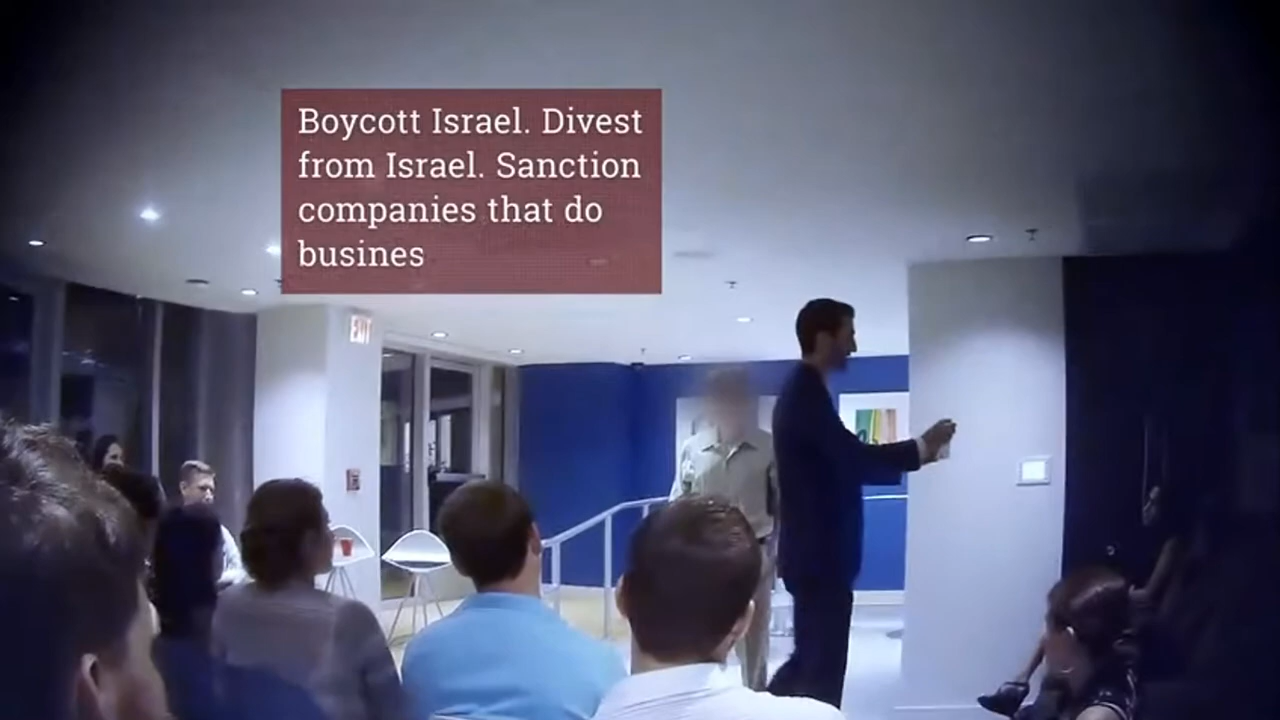 Boycott Israel. Divest
from Israel. Sanction
companies that do
busines
EXIT